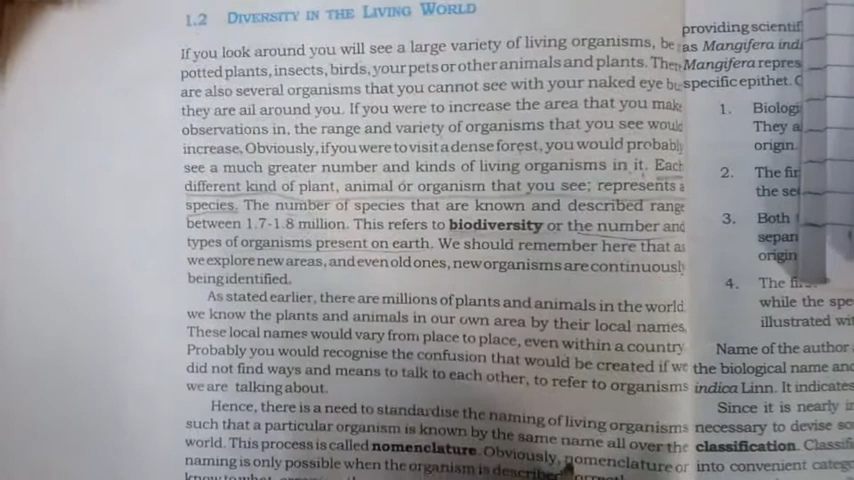 1.2 DIVERSITY IN THE LIVING WORLD
If you look around you will see a large variety of living organisms, be
potted plants, insects, birds, your pets or other animals and plants. The
are also several organisms that you cannot see with your naked eye bu
they are all around you. If you were to increase the area that you make
observations in, the range and variety of organisms that you see would
increase. Obviously, if you were to visit a dense forest, you would probably
see a much greater number and kinds of living organisms in it. Each
different kind of plant, animal or organism that you see, represents a
species. The number of species that are known and described range
between 1.7-1.8 million. This refers to biodiversity or the number and
types of organisms present on earth. We should remember here that as
we explore new areas, and even old ones, new organisms are continuously
being identified.
As stated earlier, there are millions of plants and animals in the world
we know the plants and animals in our own area by their local names.
These local names would vary from place to place, even within a country
Probably you would recognise the confusion that would be created if we
did not find ways and means to talk to each other, to refer to organisms
we are talking about.
Hence, there is a need to standardise the naming of living organisms
such that a particular organism is known by the same name all over the
world. This process is called nomenclature. Obviously, nomenclature or
naming is only possible when the organism is described
know to what
providing scientif
as Mangifera indi
Mangifera repres
specific epithet.
1. Biologi
They a
origin.
2. The fir
the se
3. Both
separ
origin
4. The
while the spe
illustrated wit
Name of the author
the biological name and
indica Linn. It indicates
Since it is nearly i
necessary to devise so
classification. Classifi
into convenient categ